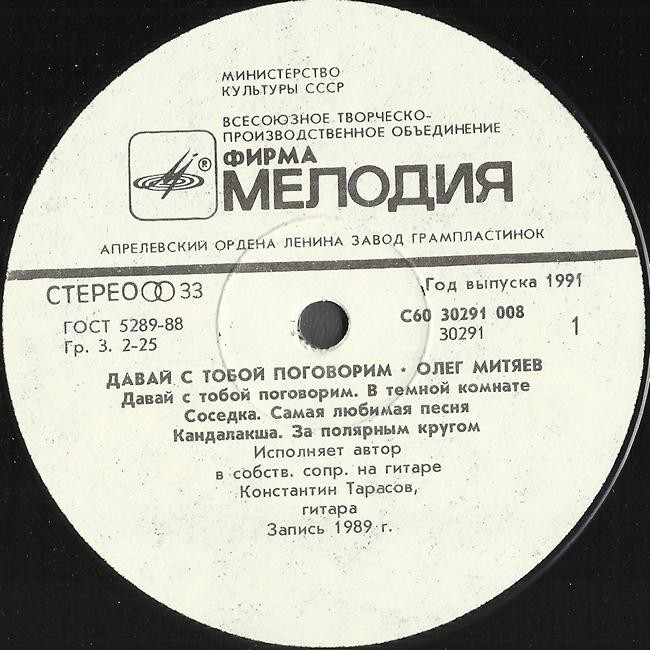 МИНИСТЕРСТВО
КУЛЬТУРЫ СССР
ВСЕСОЮЗНОЕ ТВОРЧЕСКО-
ПРОИЗВОДСТВЕННОЕ ОБЪЕДИНЕНИЕ
ФИРМА
®
МЕЛОДИЯ
АПРЕЛЕВСКИЙ ОРДЕНА ЛЕНИНА ЗАВОД ГРАМПЛАСТИНОК
СТЕРЕО 33
Год выпуска 1991
ГОСТ 5289-88
С60 30291 008
Гр. 3. 2-25
30291
1
ДАВАЙ С ТОБОЙ ПОГОВОРИМ · ОЛЕГ МИТЯЕВ
Давай с тобой поговорим. В темной комнате
Соседка. Самая любимая песня
Кандалакша. За полярным кругом
Исполняет автор
в собств. сопр. на гитаре
Константин Тарасов,
гитара
Запись 1989 г.